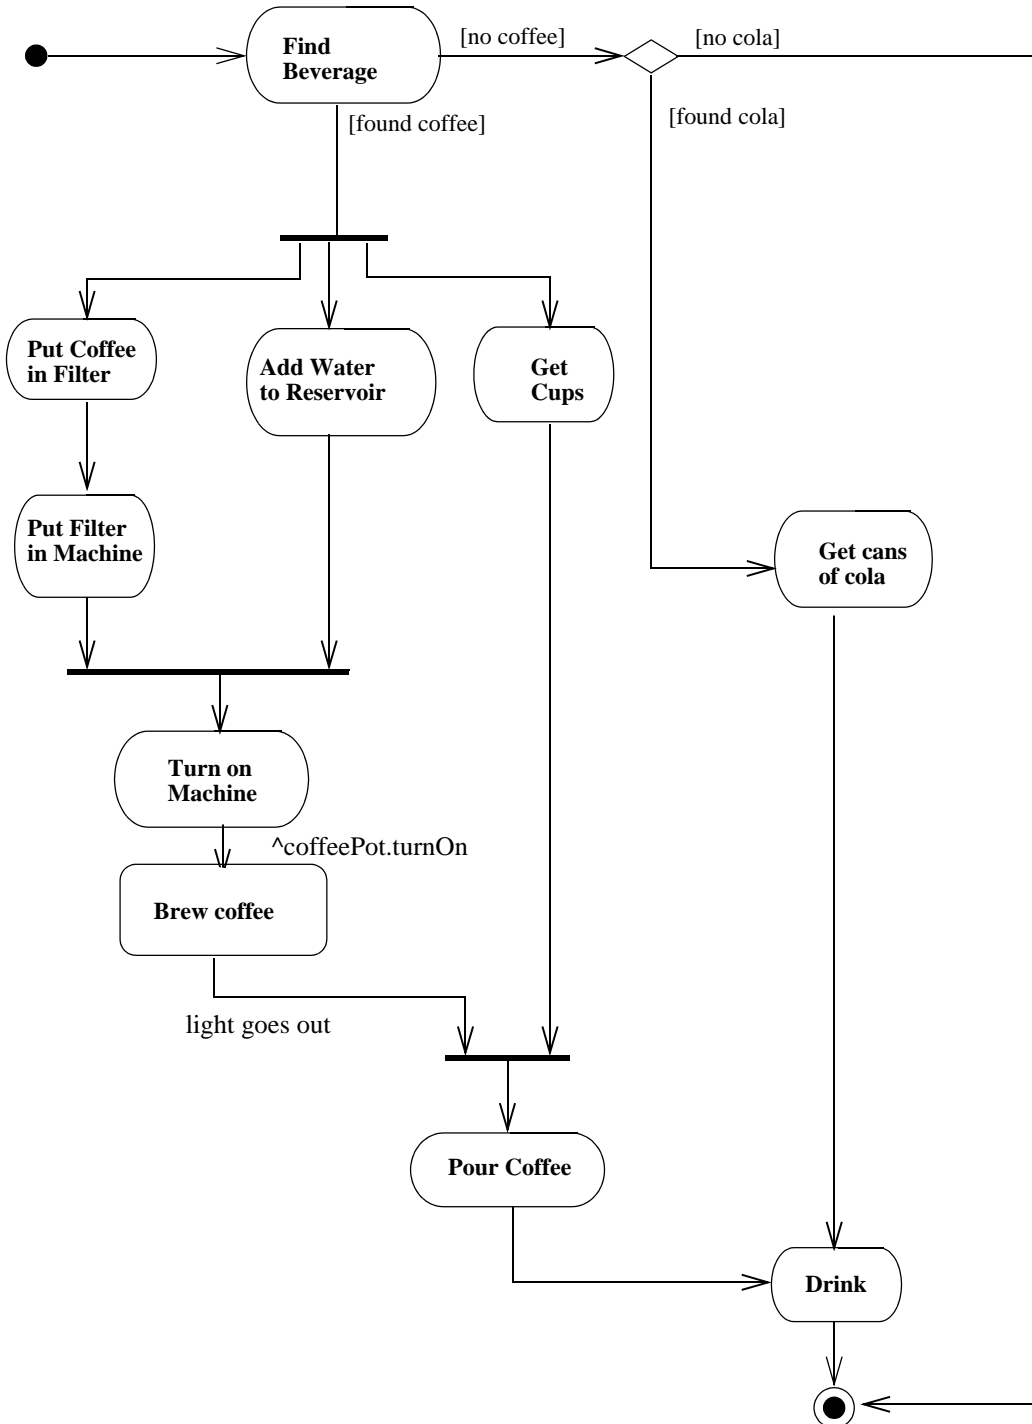 Find
Beverage
[no coffee]
[no cola]
[found coffee]
[found cola]
Put Coffee
in Filter
Add Water
to Reservoir
Get
Cups
Put Filter
in Machine
Get cans
of cola
Turn on
Machine
^coffeePot.turnOn
Brew coffee
light goes out
Pour Coffee
Drink